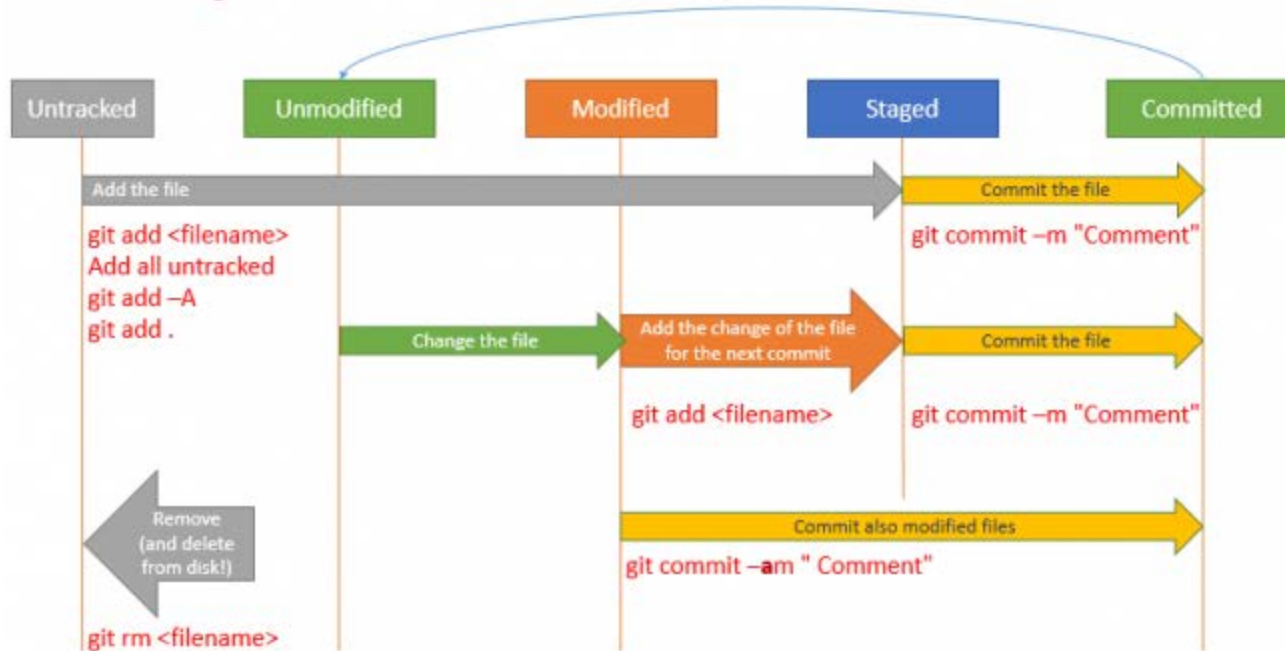 Untracked
Unmodified
Modified
Staged
Committed
Add the file
Commit the file
git add <filename>
Add all untracked
git add –A
git add .
git commit –m "Comment"
Change the file
Add the change of the file
for the next commit
Commit the file
git add <filename>
git commit –m "Comment"
Remove
(and delete
from disk!)
Commit also modified files
git commit –am " Comment"
git rm <filename>